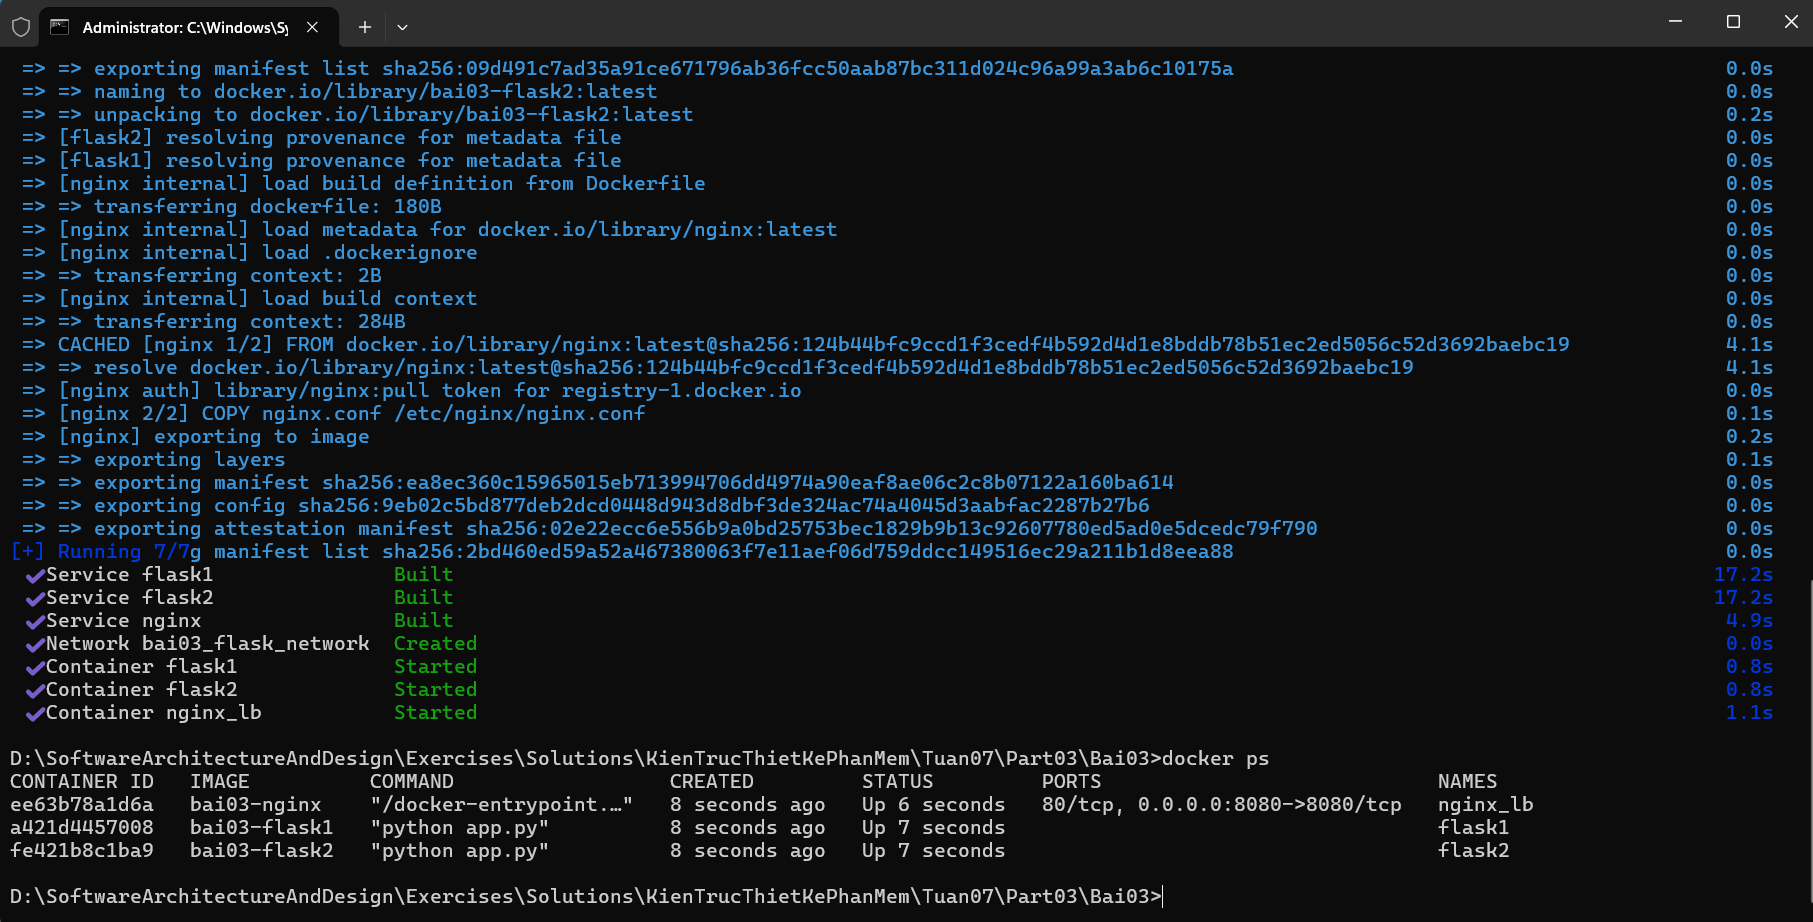 Administrator: C:\Windows\Sy
=> => exporting manifest list sha256:09d491c7ad35a91ce671796ab36fcc50aab87bc311d024c96a99a3ab6c10175a 0.0s
=> => naming to docker.io/library/bai03-flask2:latest 0.0s
=> => unpacking to docker.io/library/bai03-flask2:latest 0.2s
=> [flask2] resolving provenance for metadata file 0.0s
=> [flask1] resolving provenance for metadata file 0.0s
=> [nginx internal] load build definition from Dockerfile 0.0s
=> => transferring dockerfile: 180B 0.0s
=> [nginx internal] load metadata for docker.io/library/nginx:latest 0.0s
=> [nginx internal] load .dockerignore 0.0s
=> => transferring context: 2B 0.0s
=> [nginx internal] load build context 0.0s
=> => transferring context: 284B 0.0s
=> CACHED [nginx 1/2] FROM docker.io/library/nginx:latest@sha256:124b44bfc9ccd1f3cedf4b592d4d1e8bddb78b51ec2ed5056c52d3692baebc19 4.1s
=> => resolve docker.io/library/nginx:latest@sha256:124b44bfc9ccd1f3cedf4b592d4d1e8bddb78b51ec2ed5056c52d3692baebc19 4.1s
=> [nginx auth] library/nginx:pull token for registry-1.docker.io 0.0s
=> [nginx 2/2] COPY nginx.conf /etc/nginx/nginx.conf 0.1s
=> [nginx] exporting to image 0.2s
=> => exporting layers 0.1s
=> => exporting manifest sha256:ea8ec360c15965015eb713994706dd4974a90eaf8ae06c2c8b07122a160ba614 0.0s
=> => exporting config sha256:9eb02c5bd877deb2dcd0448d943d8dbf3de324ac74a4045d3aabfac2287b27b6 0.0s
=> => exporting attestation manifest sha256:02e22ecc6e556b9a0bd25753bec1829b9b13c92607780ed5ad0e5dcedc79f790 0.0s
[+] Running 7/7g manifest list sha256:2bd460ed59a52a467380063f7e11aef06d759ddcc149516ec29a211b1d8eea88 0.0s
✔Service flask1 Built 17.2s
✔Service flask2 Built 17.2s
✔Service nginx Built 4.9s
✔Network bai03_flask_network Created 0.0s
✔Container flask1 Started 0.8s
✔Container flask2 Started 0.8s
✔Container nginx_lb Started 1.1s
D:\SoftwareArchitectureAndDesign\Exercises\Solutions\KienTrucThietKePhanMem\Tuan07\Part03\Bai03>docker ps
CONTAINER ID IMAGE COMMAND CREATED STATUS PORTS NAMES
ee63b78a1d6a bai03-nginx "/docker-entrypoint.…" 8 seconds ago Up 6 seconds 80/tcp, 0.0.0.0:8080->8080/tcp nginx_lb
a421d4457008 bai03-flask1 "python app.py" 8 seconds ago Up 7 seconds flask1
fe421b8c1ba9 bai03-flask2 "python app.py" 8 seconds ago Up 7 seconds flask2
D:\SoftwareArchitectureAndDesign\Exercises\Solutions\KienTrucThietKePhanMem\Tuan07\Part03\Bai03>